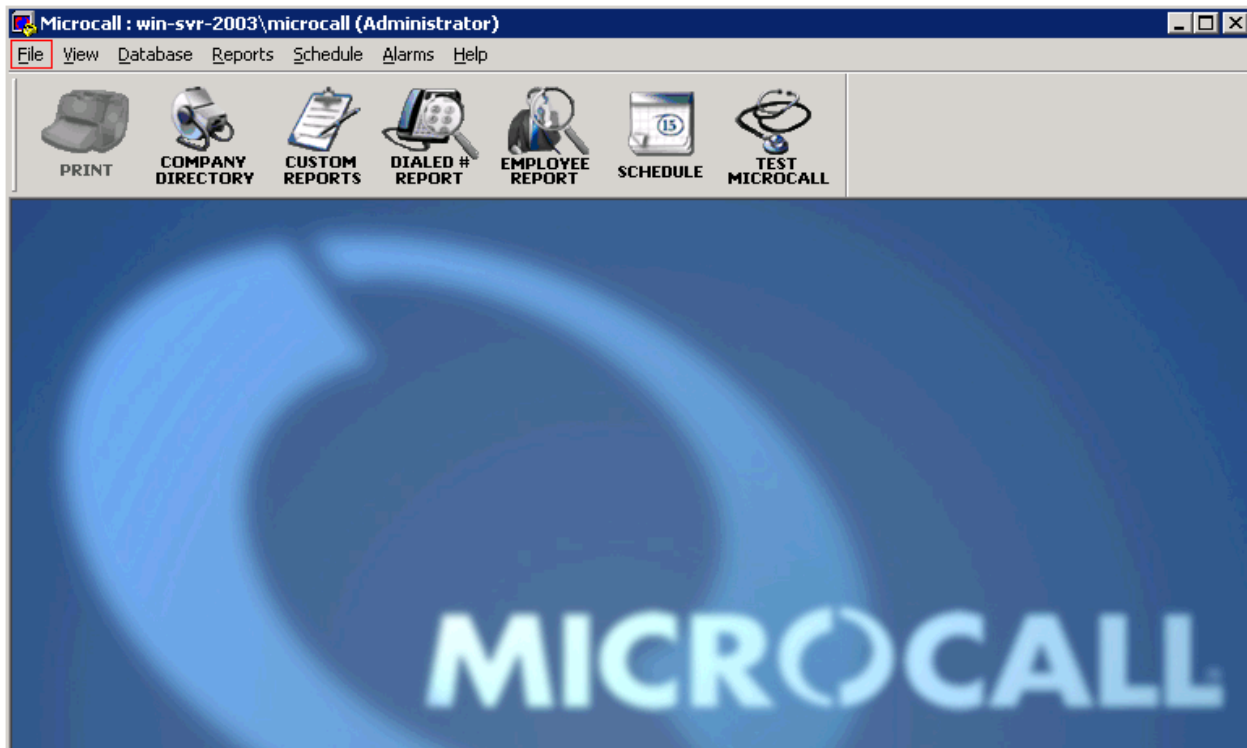 Microcall : win-svr-2003\microcall (Administrator)
File View Database Reports Schedule Alarms Help
PRINT
COMPANY
DIRECTORY
CUSTOM
REPORTS
DIALED #
REPORT
EMPLOYEE
REPORT
15
SCHEDULE
TEST
MICROCALL
MICROCALL